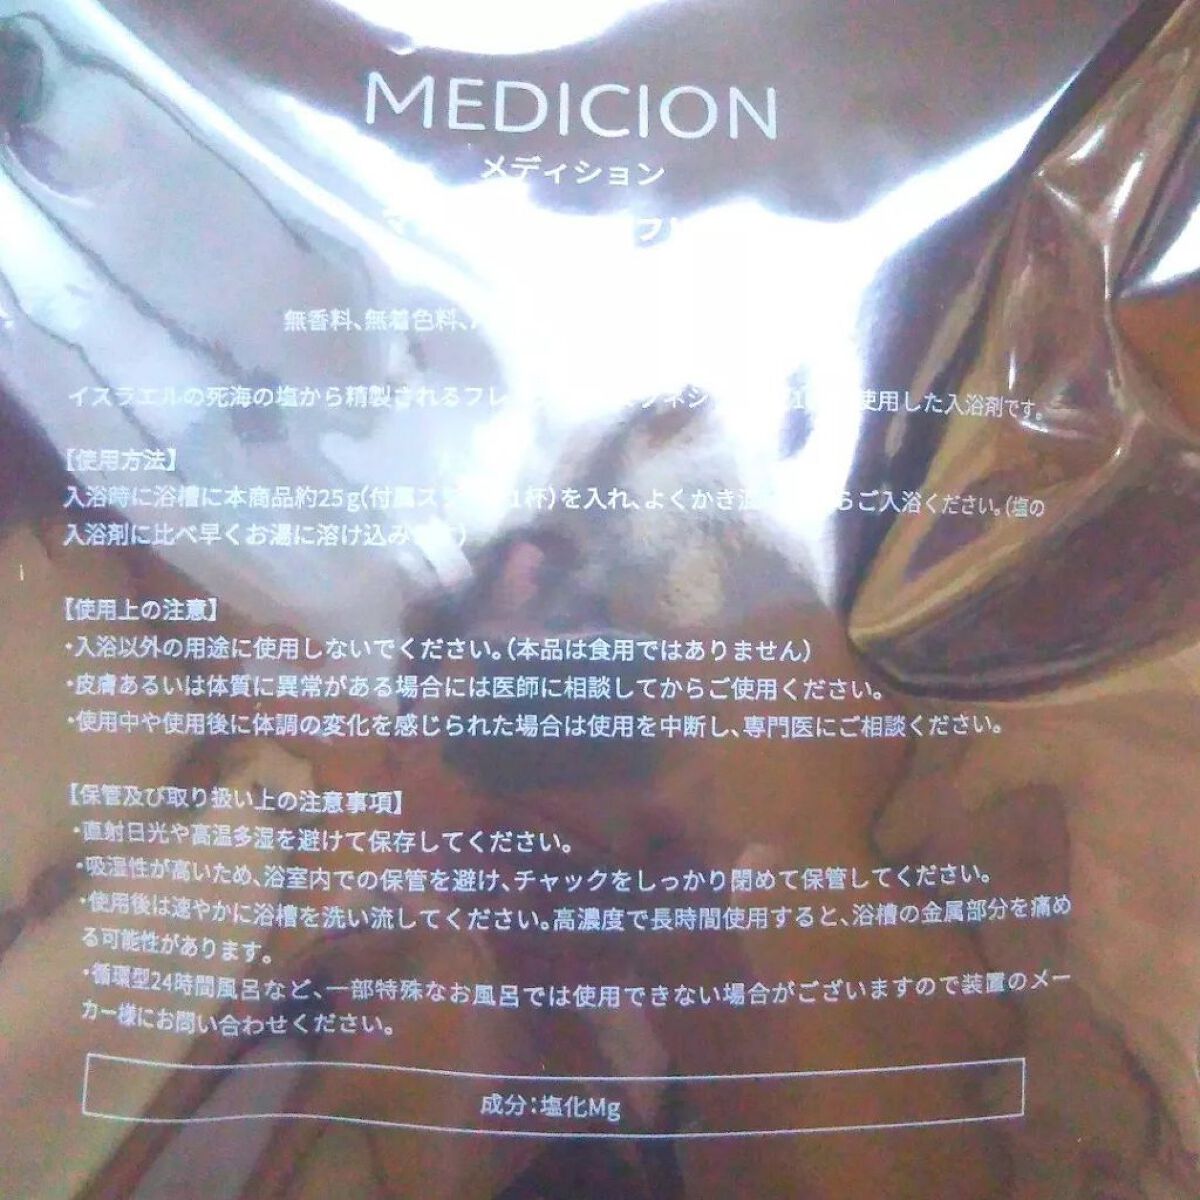 MEDICION
メディション
フ
無香料、無着色料、
イスラエルの死海の塩から精製されるフレ ネシ 使用した入浴剤です。
【使用方法】
入浴時に浴槽に本商品約25g(付属ス 1杯)を入れ、よくかき混 らご入浴ください。(塩の
入浴剤に比べ早くお湯に溶け込み )
【使用上の注意】
・入浴以外の用途に使用しないでください。(本品は食用ではありません)
・皮膚あるいは体質に異常がある場合には医師に相談してからご使用ください。
・使用中や使用後に体調の変化を感じられた場合は使用を中断し、専門医にご相談ください。
【保管及び取り扱い上の注意事項】
・直射日光や高温多湿を避けて保存してください。
・吸湿性が高いため、浴室内での保管を避け、チャックをしっかり閉めて保管してください。
・使用後は速やかに浴槽を洗い流してください。高濃度で長時間使用すると、浴槽の金属部分を痛め
る可能性があります。
・循環型24時間風呂など、一部特殊なお風呂では使用できない場合がございますので装置のメー
カー様にお問い合わせください。
成分:塩化Mg